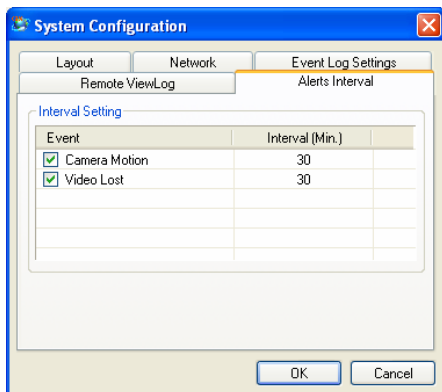 System Configuration
Layout Network Event Log Settings
Remote ViewLog Alerts Interval
Interval Setting
Event Interval (Min.)
Camera Motion 30
Video Lost 30
OK Cancel